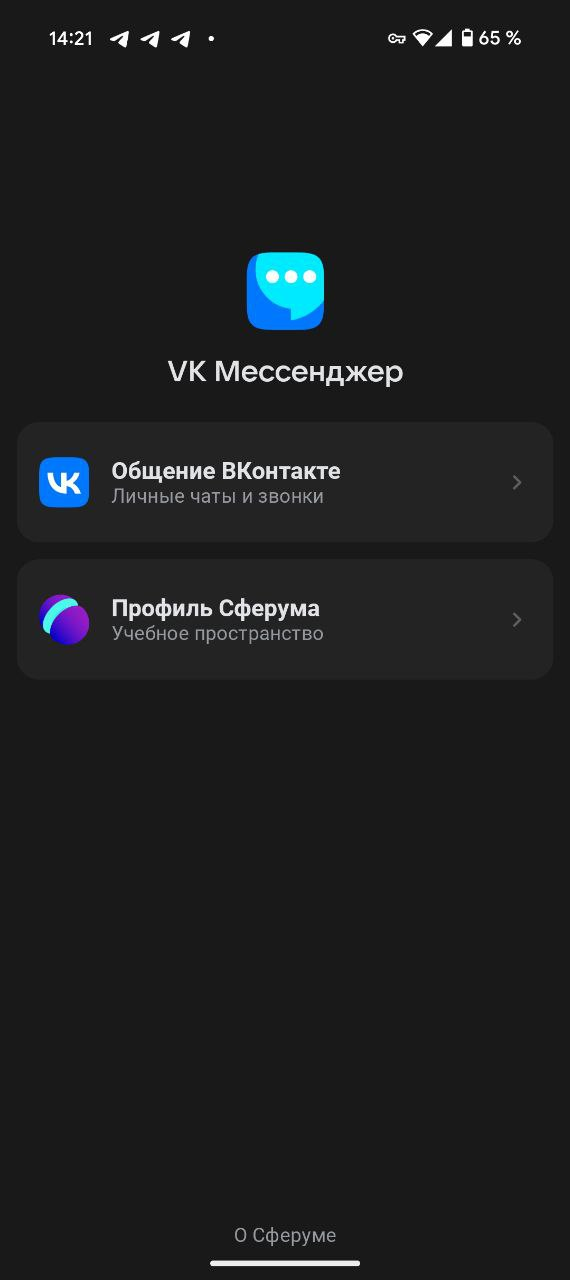 14:21
65 %
VK Мессенджер
Общение ВКонтакте
Личные чаты и звонки
Профиль Сферума
Учебное пространство
О Сферуме